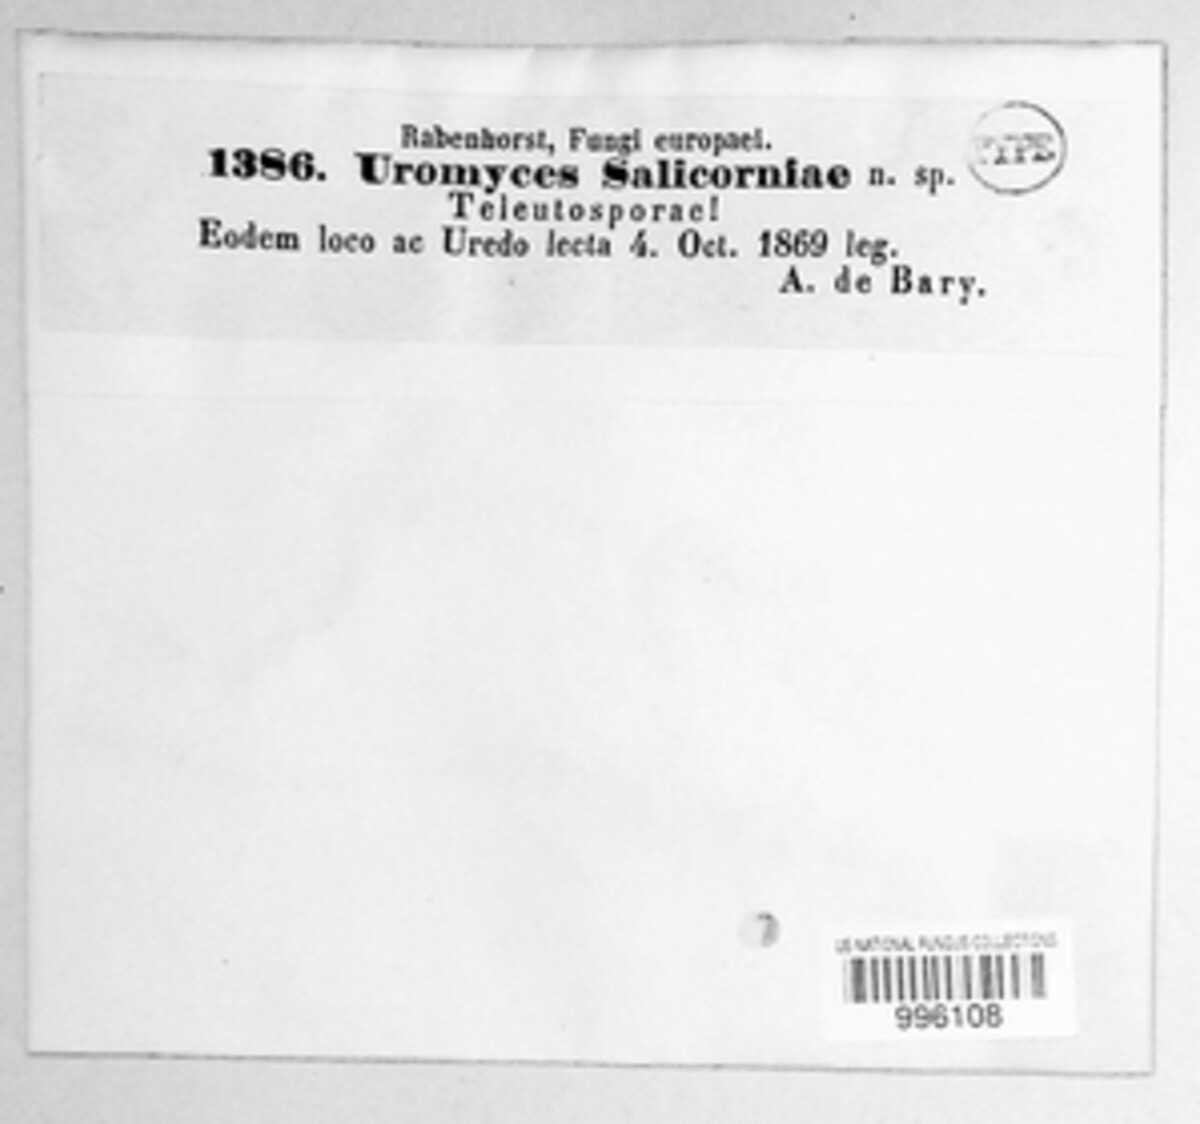 Rabenhorst, Fungi europaei.
1386. Uromyces Salicorniae n. sp.
TYPE
Teleutosporae!
Eodem loco ac Uredo lecta 4. Oct. 1869 leg.
A. de Bary.
US NATIONAL FUNGUS COLLECTIONS
996108